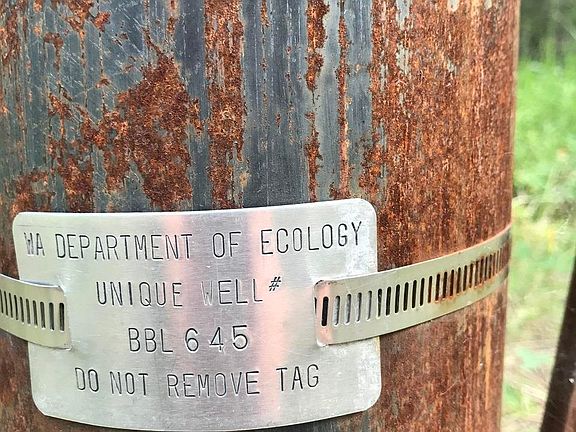 WA DEPARTMENT OF ECOLOGY
UNIQUE WELL#
BBL 645
DO NOT REMOVE TAG